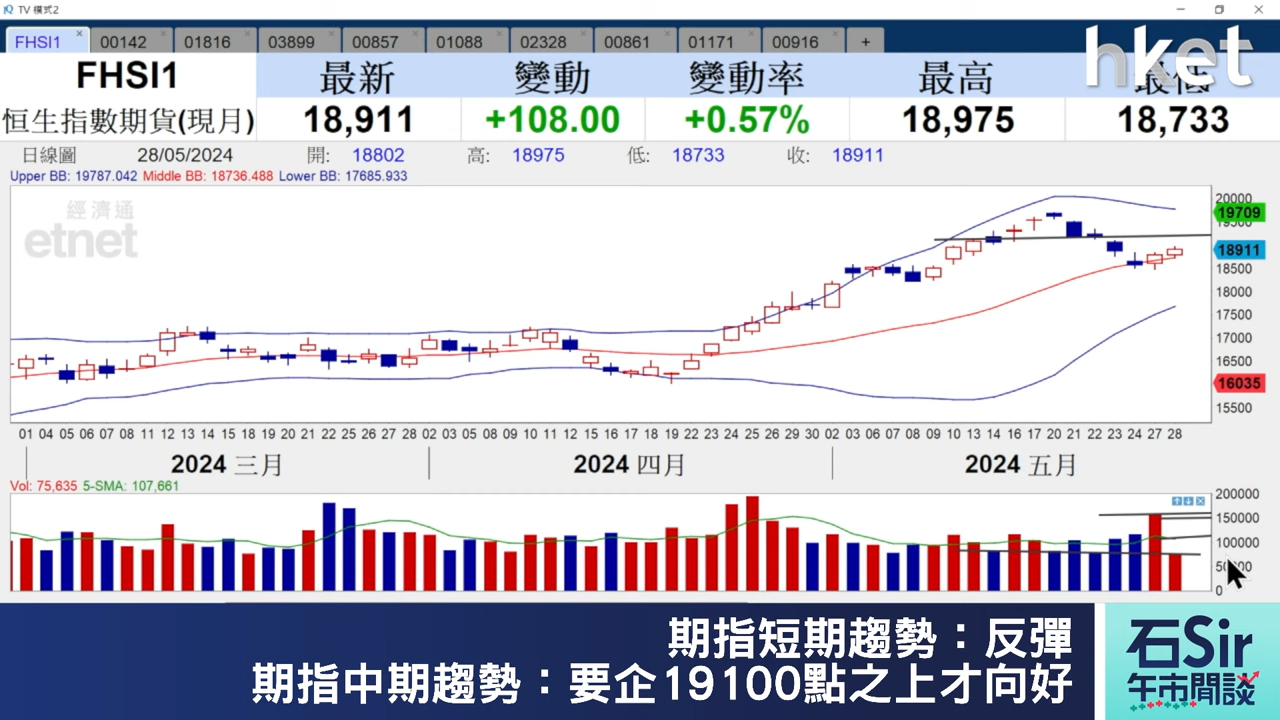 TV 模式2
FHSI1 00142 01816 03899 00857 01088 02328 00861 01171 00916 +
hket
FHSI1 最新 變動 變動率 最高 最低
恒生指數期貨(現月) 18,911 +108.00 +0.57% 18,975 18,733
日線圖 28/05/2024 開: 18802 高: 18975 低: 18733 收: 18911
Upper BB: 19787.042 Middle BB: 18736.488 Lower BB: 17685.933
經濟通
etnet
20000
19709
19500
18911
18500
18000
17500
17000
16500
16035
15500
01 04 05 06 07 08 11 12 13 14 15 18 19 20 21 22 25 26 27 28 02 03 05 08 09 10 11 12 15 16 17 18 19 22 23 24 25 26 29 30 02 03 06 07 08 09 10 13 14 16 17 20 21 22 23 24 27 28
2024 三月 2024 四月 2024 五月
Vol: 75,635 5-SMA: 107,661
200000
150000
100000
50000
0
期指短期趨勢：反彈
期指中期趨勢：要企19100點之上才向好
石Sir
午市閒談